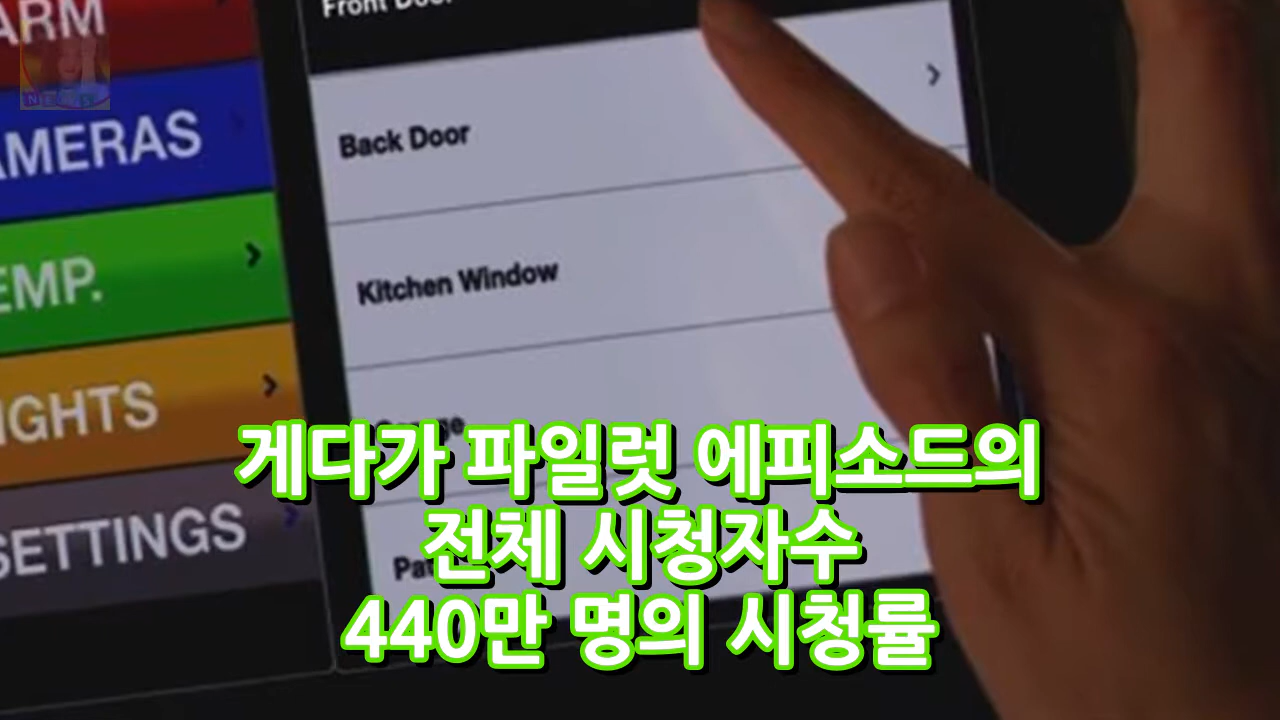 Front Door
ARM
NEWS
AMERAS
Back Door
EMP.
Kitchen Window
IGHTS
SETTINGS
게다가 파일럿 에피소드의
전체 시청자수
440만 명의 시청률